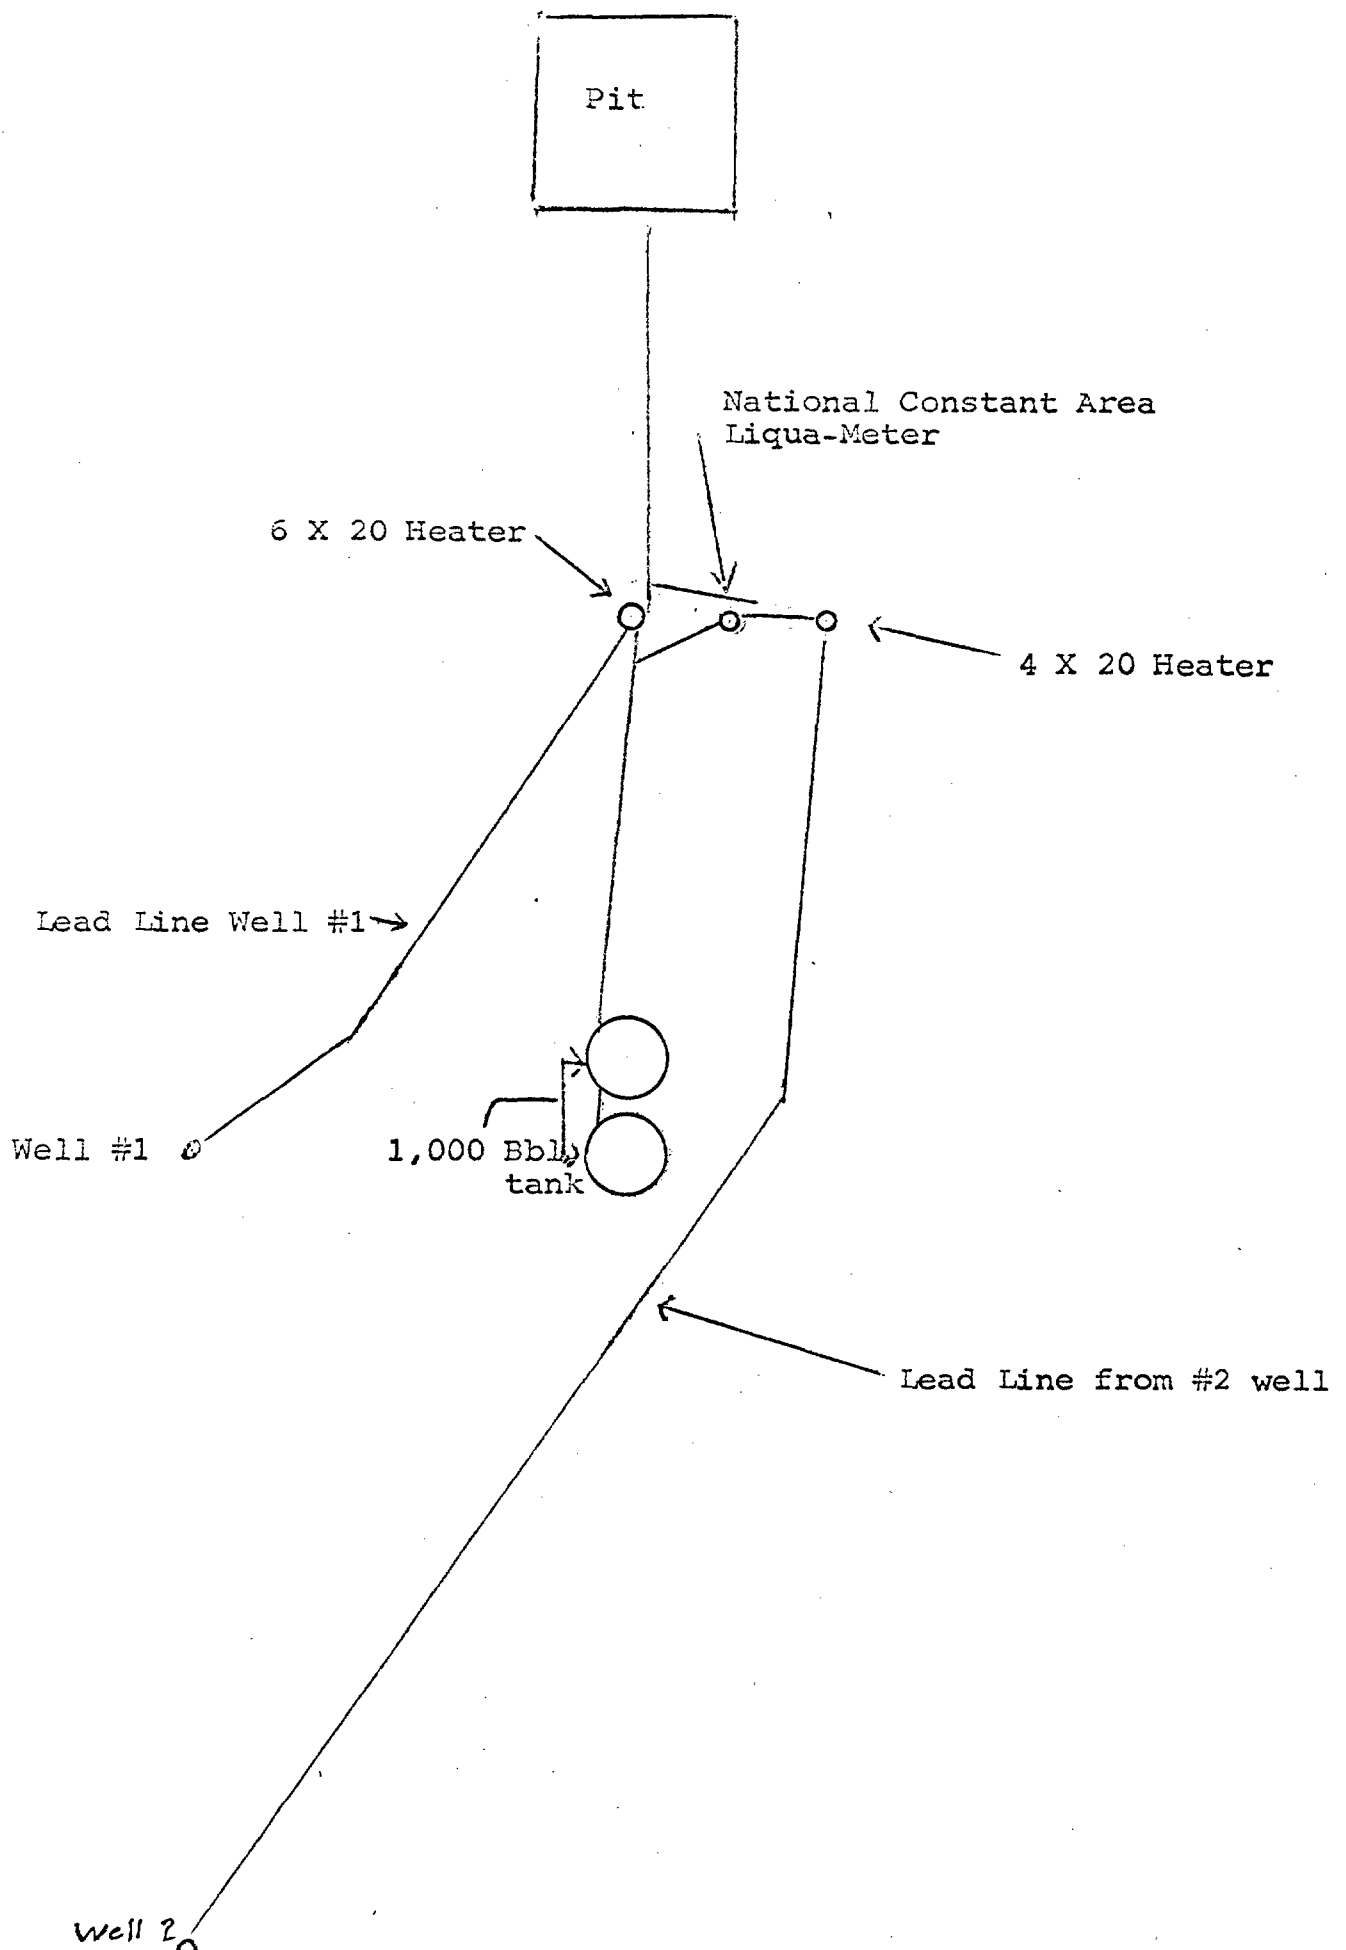 Pit
National Constant Area
Liqua-Meter
6 X 20 Heater
4 X 20 Heater
Lead Line Well #1
Well #1
1,000 Bbls
tank
Lead Line from #2 well
Well 2